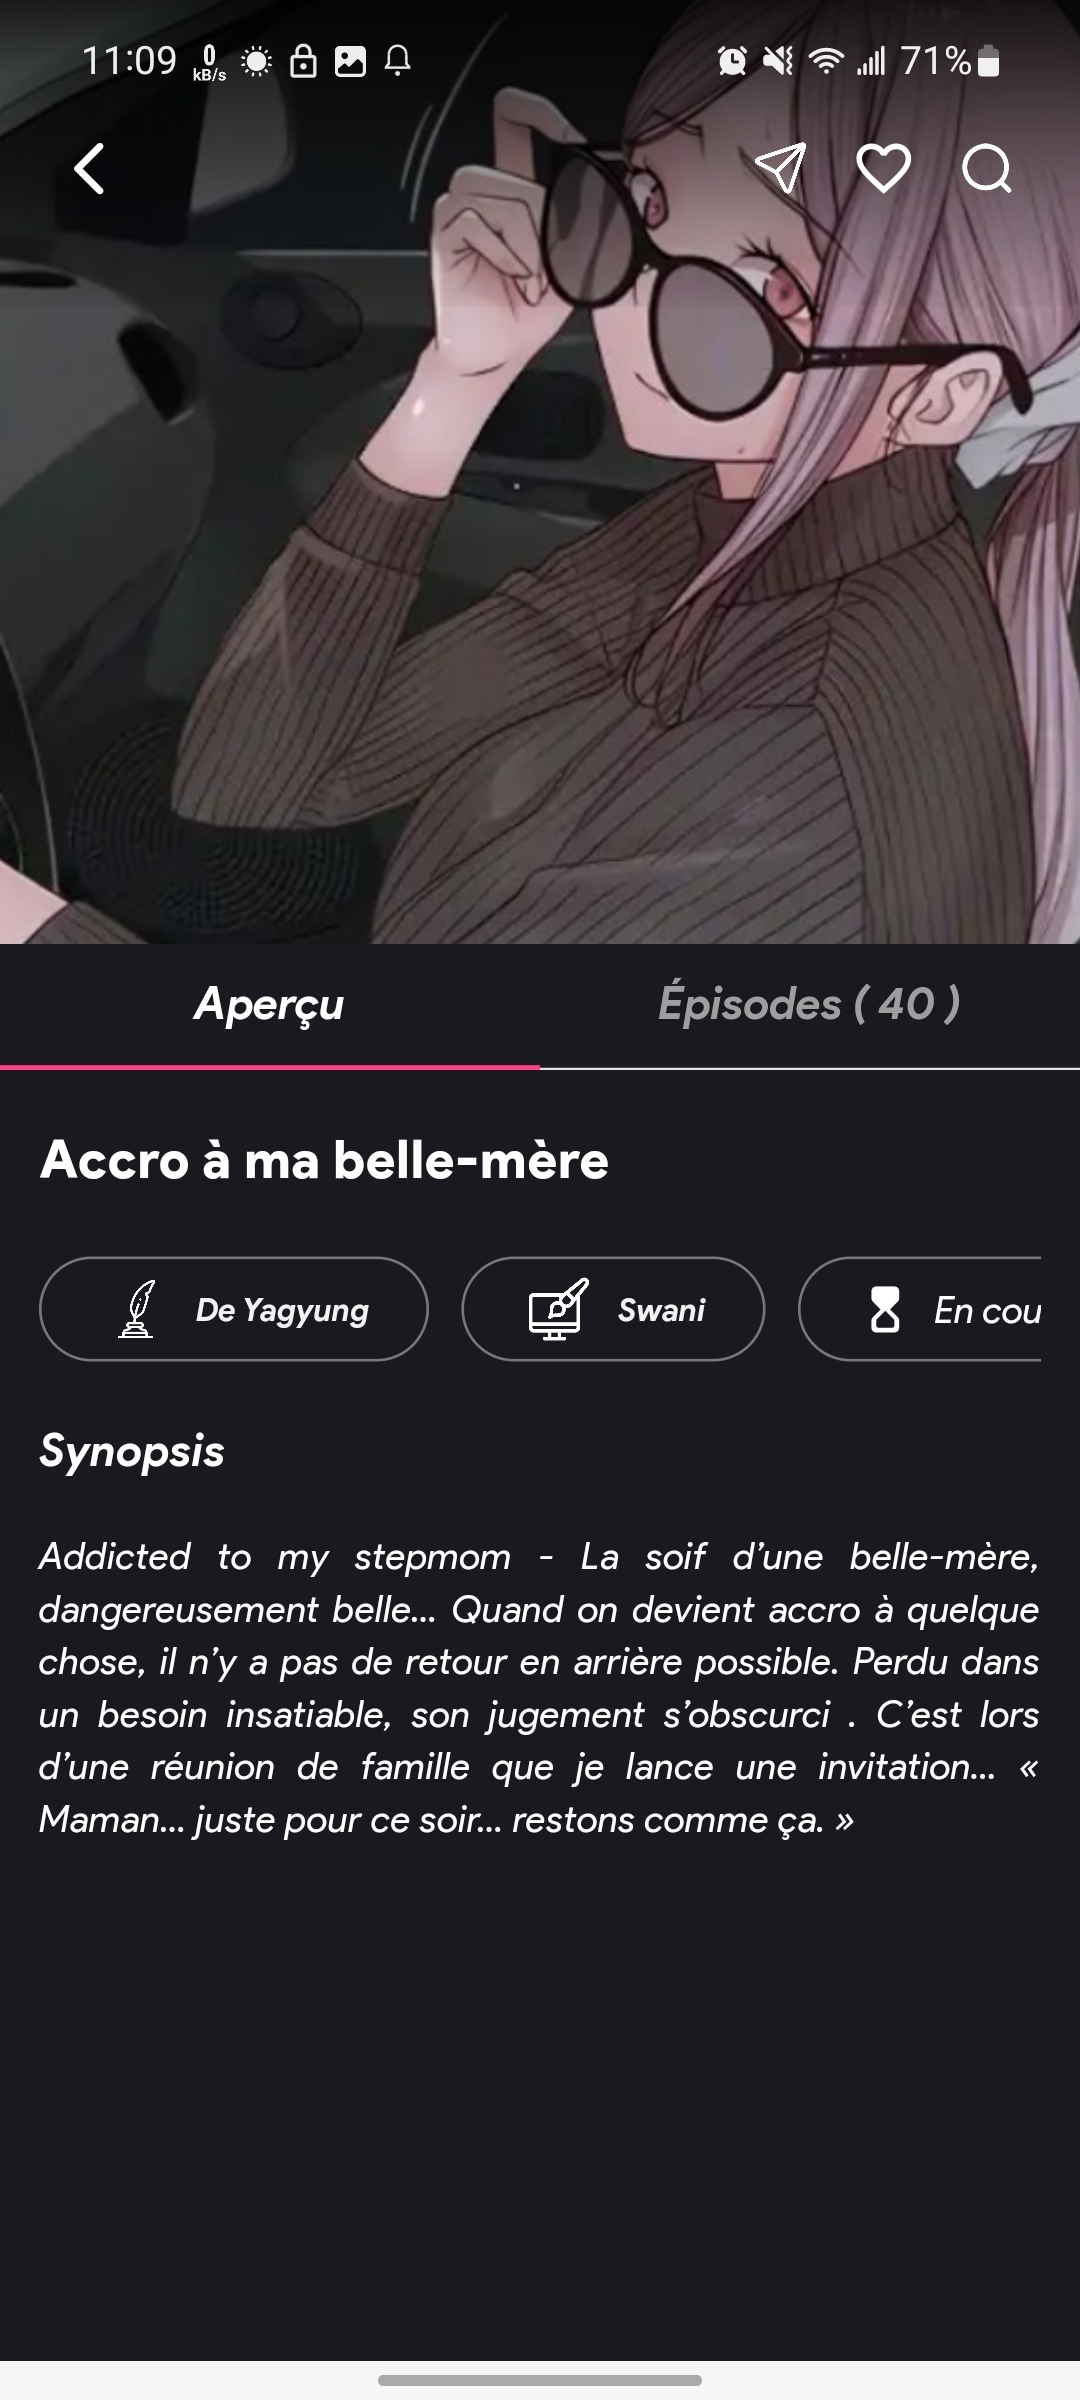 11:09 0 kB/s 71%
Aperçu Épisodes ( 40 )
Accro à ma belle-mère
De Yagyung Swani En cou
Synopsis
Addicted to my stepmom - La soif d’une belle-mère,
dangereusement belle... Quand on devient accro à quelque
chose, il n’y a pas de retour en arrière possible. Perdu dans
un besoin insatiable, son jugement s’obscurci . C’est lors
d’une réunion de famille que je lance une invitation... «
Maman... juste pour ce soir... restons comme ça. »